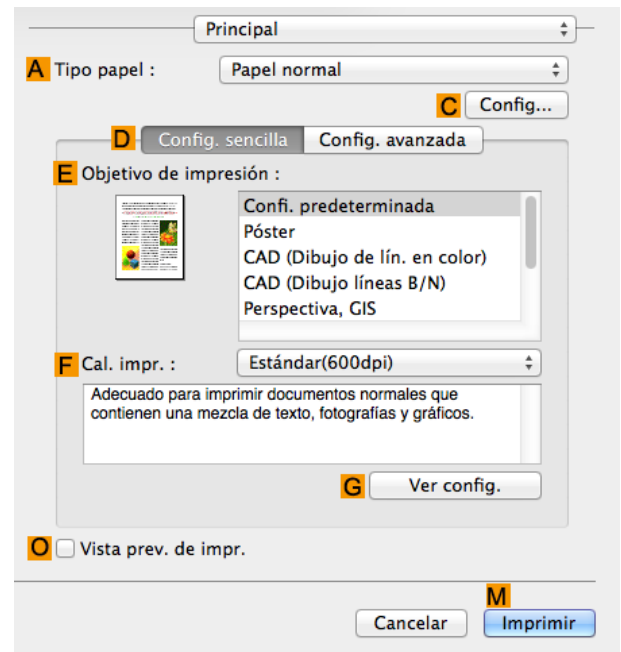 Principal
A Tipo papel : Papel normal
C Config...
D Config. sencilla Config. avanzada
E Objetivo de impresión :
Confi. predeterminada
Póster
CAD (Dibujo de lín. en color)
CAD (Dibujo líneas B/N)
Perspectiva, GIS
F Cal. impr. : Estándar(600dpi)
Adecuado para imprimir documentos normales que
contienen una mezcla de texto, fotografías y gráficos.
G Ver config.
O Vista prev. de impr.
M
Cancelar Imprimir